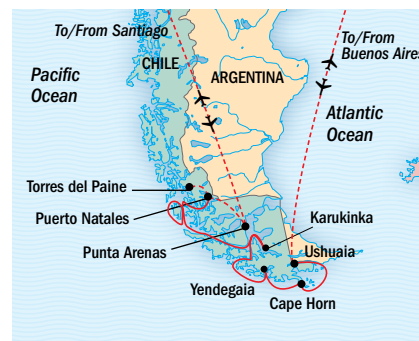 To/From Santiago
To/From
Buenos Aires
Pacific
Ocean
CHILE
ARGENTINA
Atlantic
Ocean
Torres del Paine
Puerto Natales
Punta Arenas
Karukinka
Ushuaia
Yendegaia
Cape Horn